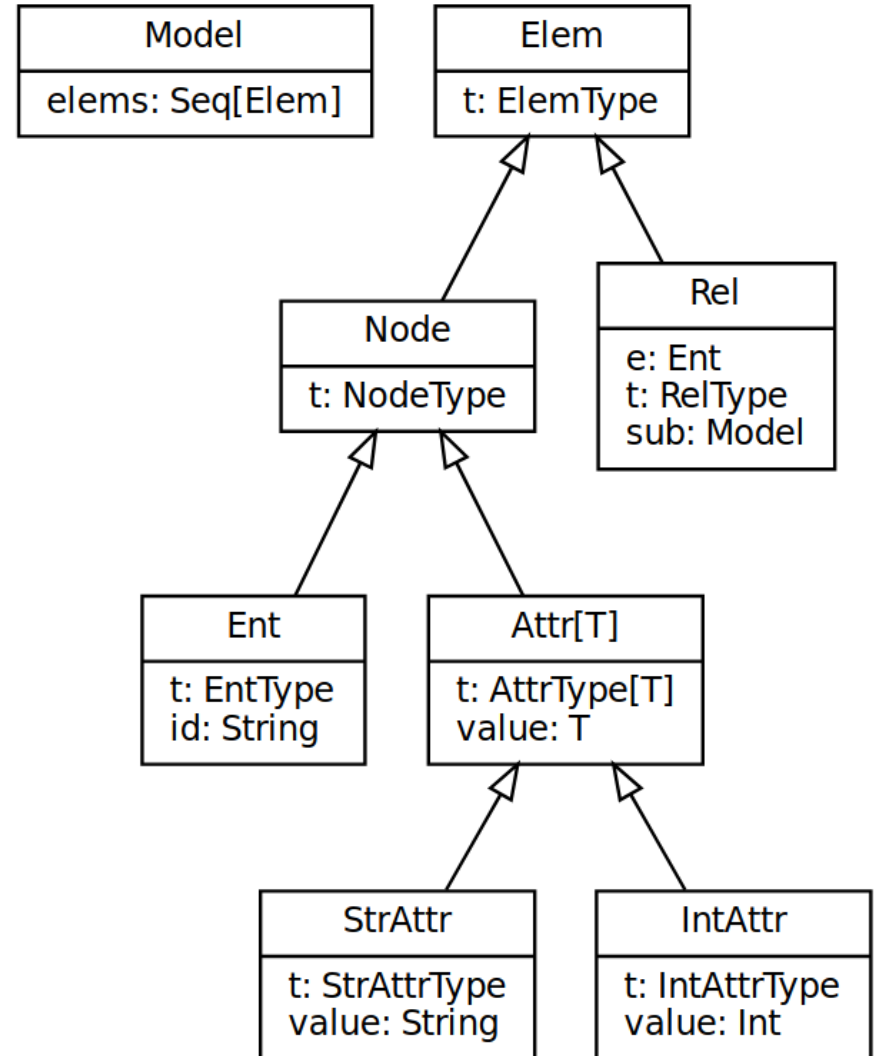 Model
elems: Seq[Elem]
Elem
t: ElemType
Node
t: NodeType
Rel
e: Ent
t: RelType
sub: Model
Ent
t: EntType
id: String
Attr[T]
t: AttrType[T]
value: T
StrAttr
t: StrAttrType
value: String
IntAttr
t: IntAttrType
value: Int